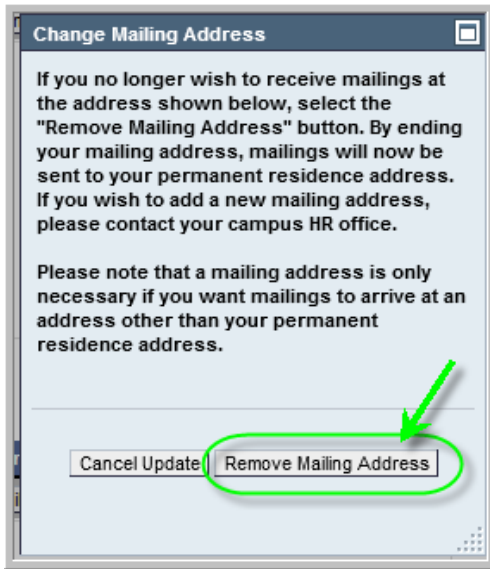 Change Mailing Address
If you no longer wish to receive mailings at
the address shown below, select the
"Remove Mailing Address" button. By ending
your mailing address, mailings will now be
sent to your permanent residence address.
If you wish to add a new mailing address,
please contact your campus HR office.
Please note that a mailing address is only
necessary if you want mailings to arrive at an
address other than your permanent
residence address.
Cancel Update Remove Mailing Address